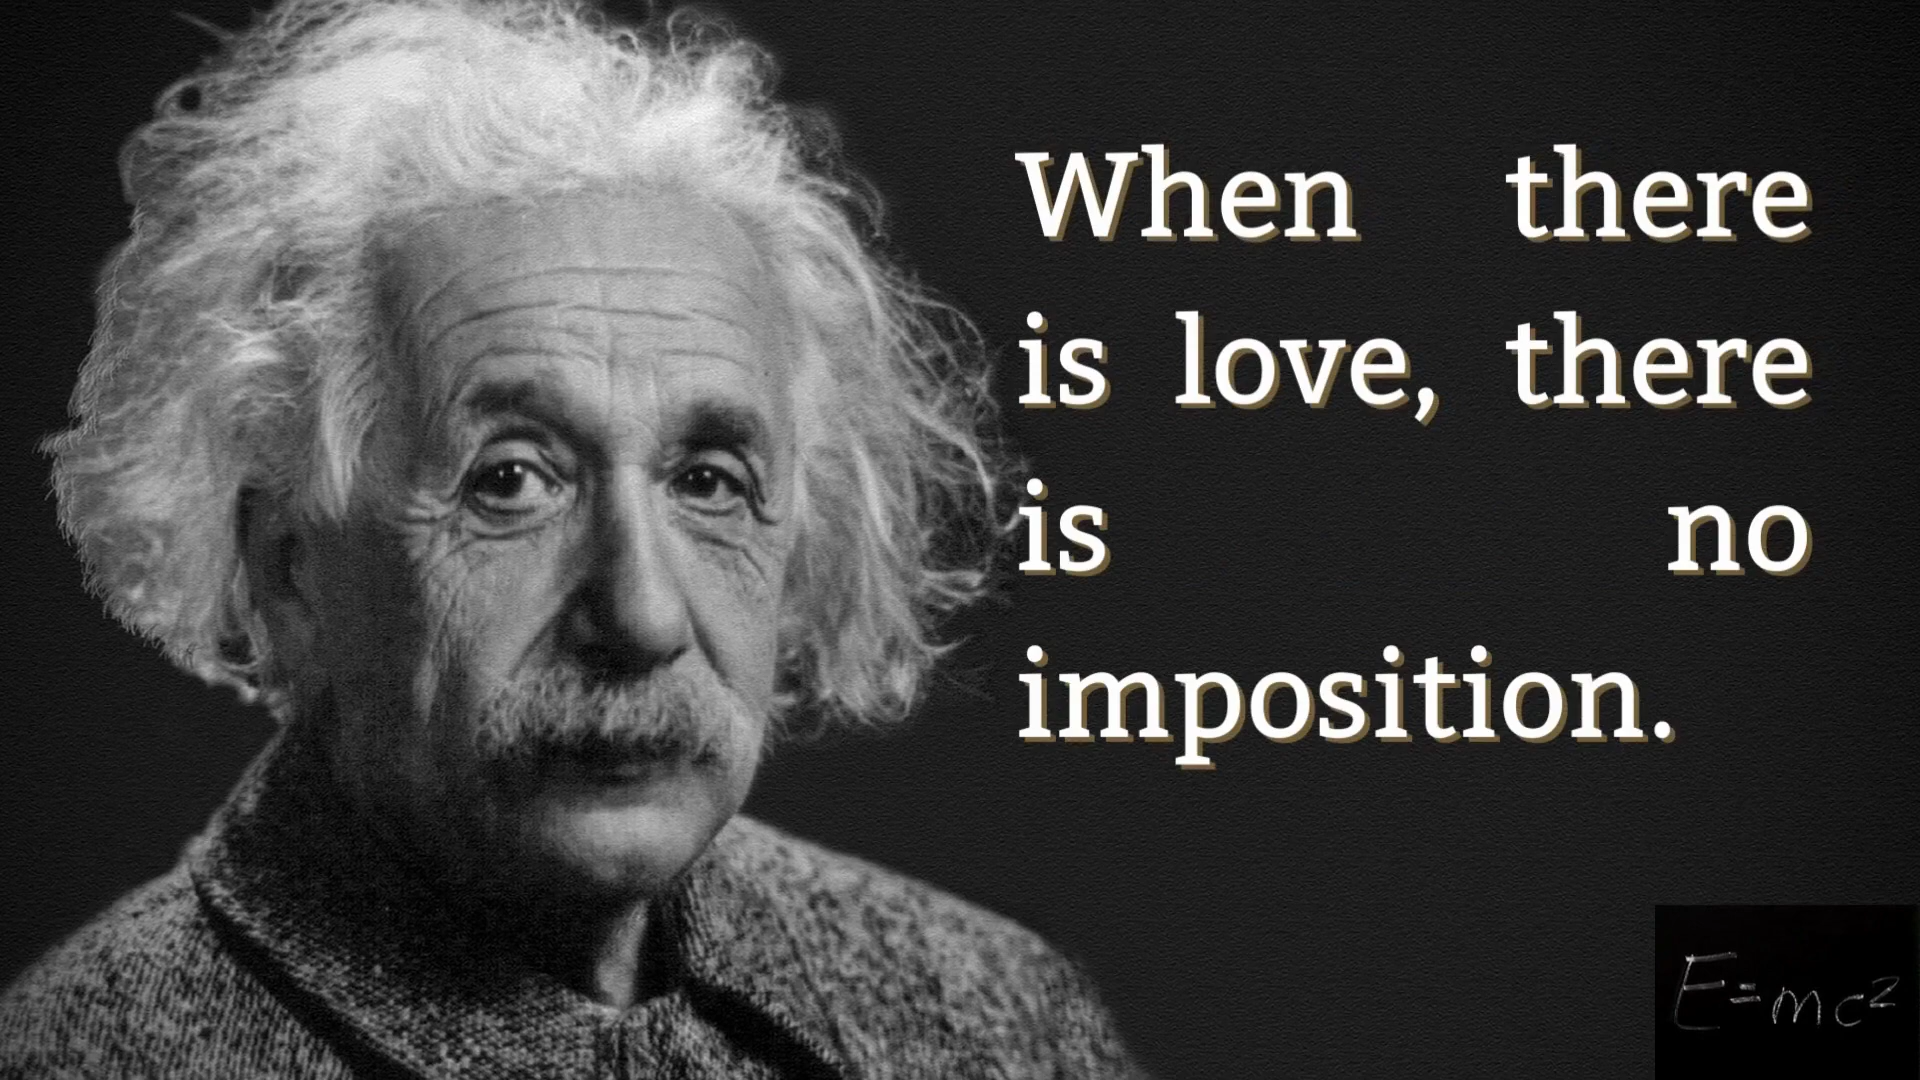 When there
is love, there
is no
imposition.
E=mc²